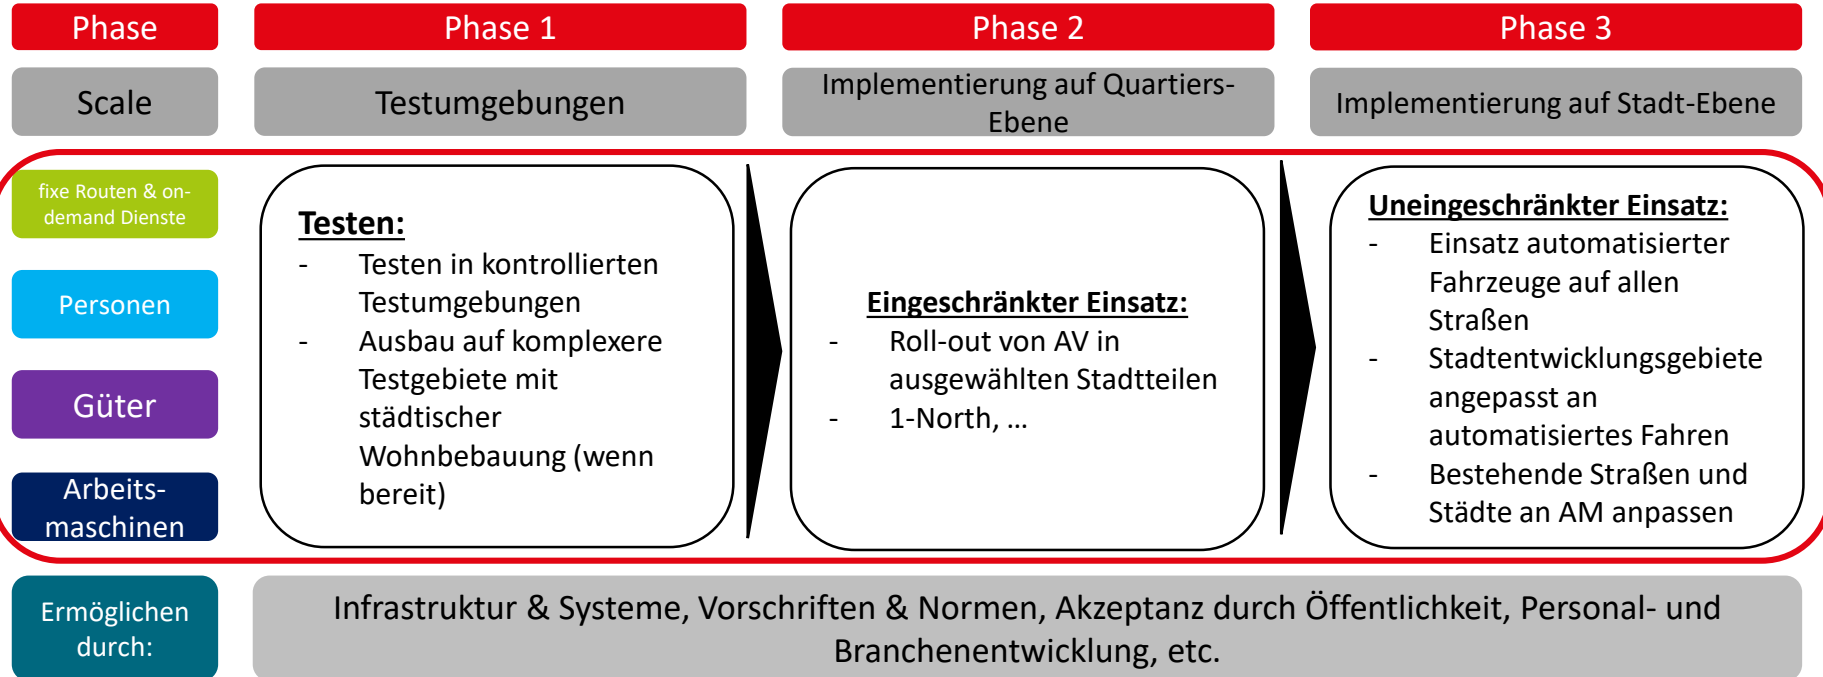 Phase
Phase 1
Phase 2
Phase 3
Scale
Testumgebungen
Implementierung auf Quartiers-
Ebene
Implementierung auf Stadt-Ebene
fixe Routen & on-
demand Dienste
Personen
Güter
Arbeits-
maschinen
Testen:
- Testen in kontrollierten
Testumgebungen
- Ausbau auf komplexere
Testgebiete mit
städtischer
Wohnbebauung (wenn
bereit)
Eingeschränkter Einsatz:
- Roll-out von AV in
ausgewählten Stadtteilen
- 1-North, ...
Uneingeschränkter Einsatz:
- Einsatz automatisierter
Fahrzeuge auf allen
Straßen
- Stadtentwicklungsgebiete
angepasst an
automatisiertes Fahren
- Bestehende Straßen und
Städte an AM anpassen
Ermöglichen
durch:
Infrastruktur & Systeme, Vorschriften & Normen, Akzeptanz durch Öffentlichkeit, Personal- und
Branchenentwicklung, etc.